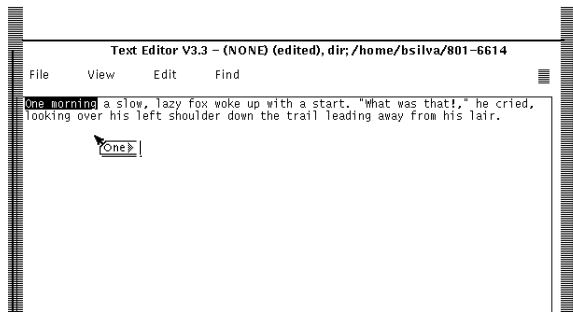 Text Editor V3.3 – (NONE) (edited), dir; /home/bsilva/801–6614
File View Edit Find
One morning a slow, lazy fox woke up with a start. "What was that!," he cried,
looking over his left shoulder down the trail leading away from his lair.
One